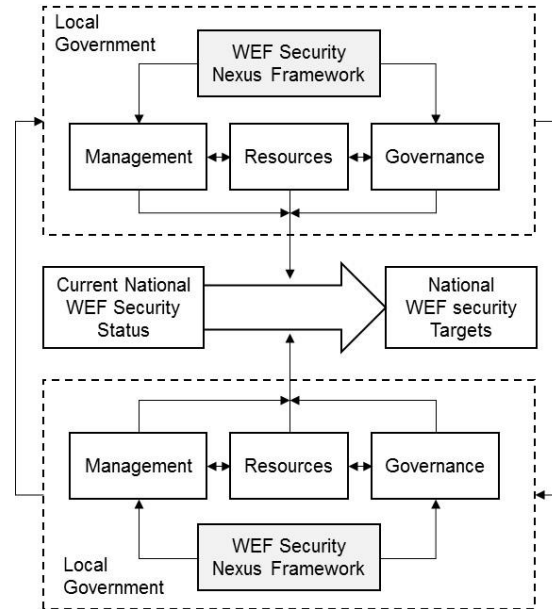 Local
Government
WEF Security
Nexus Framework
Management
Resources
Governance
Current National
WEF Security
Status
National
WEF security
Targets
Management
Resources
Governance
WEF Security
Nexus Framework
Local
Government